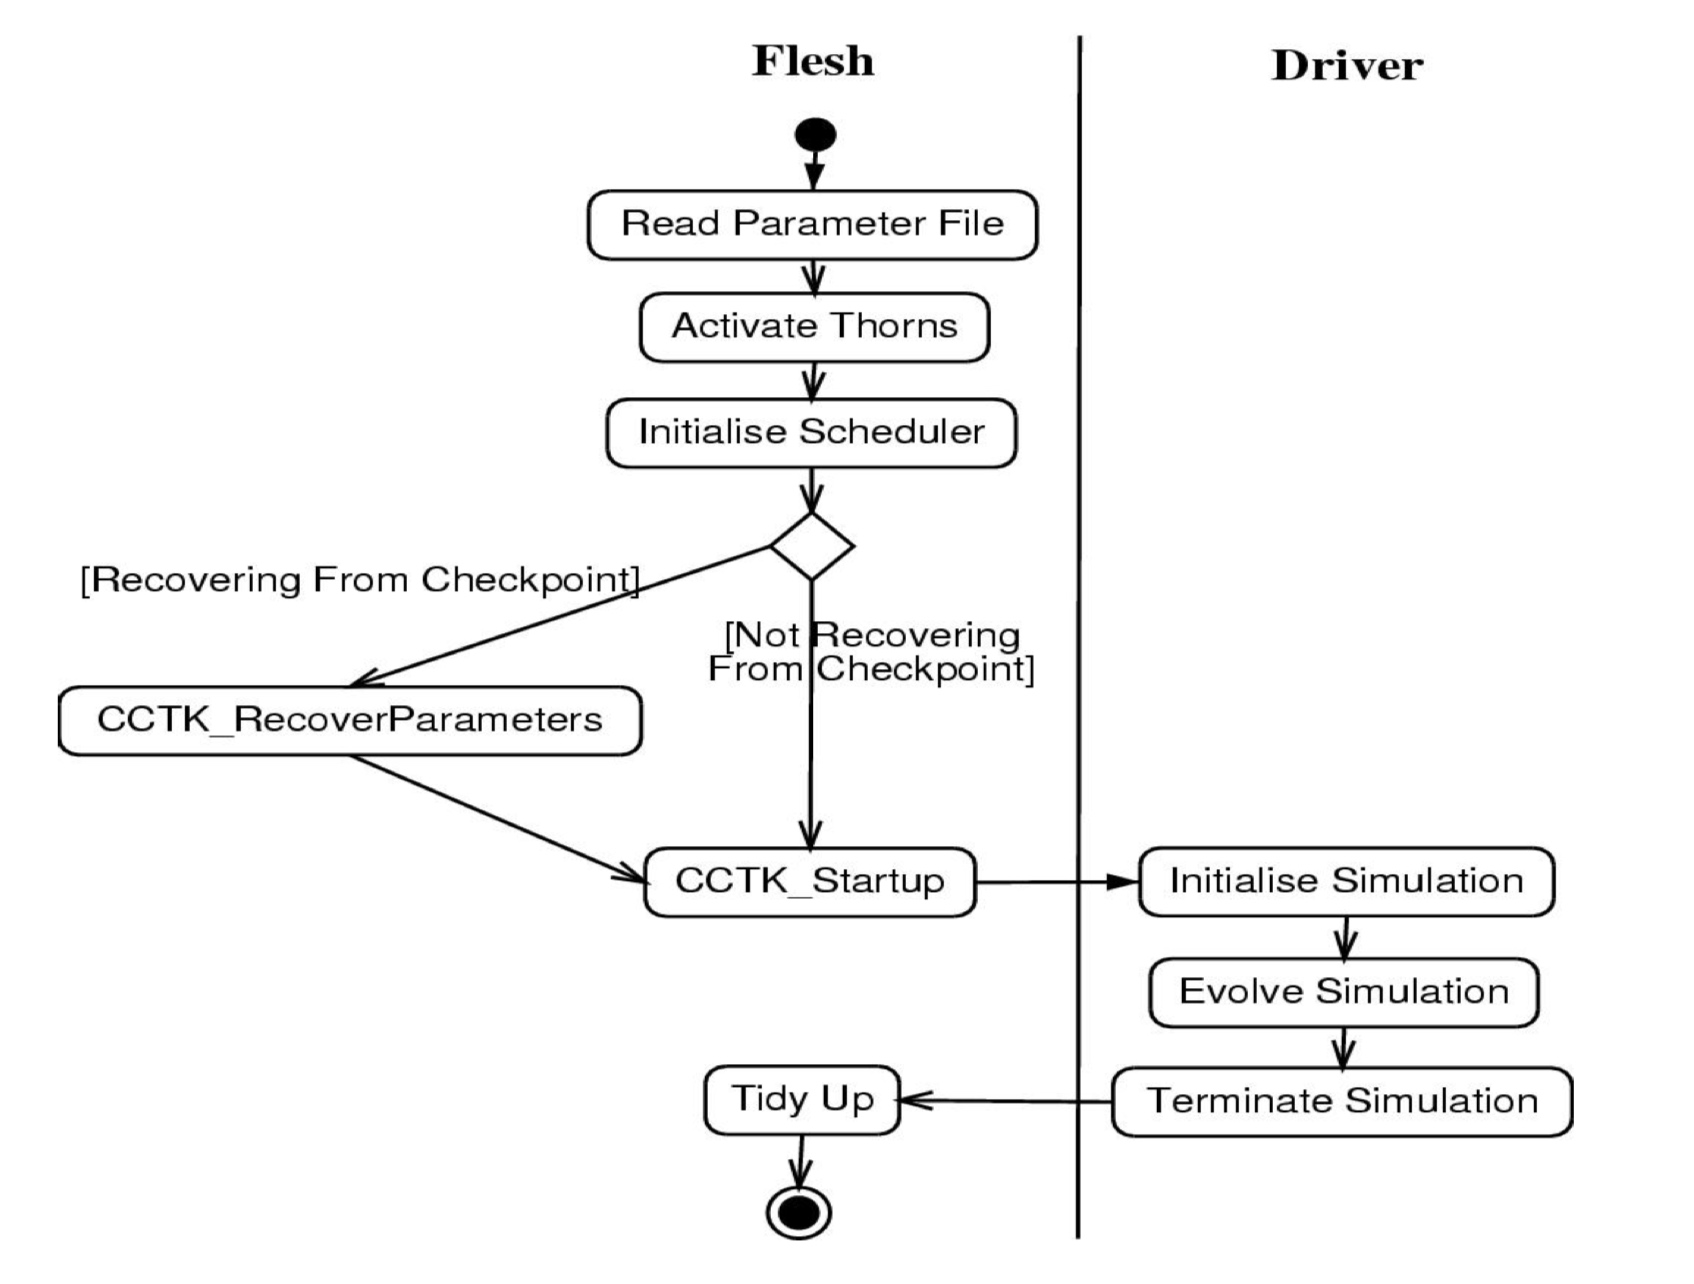 Flesh
Driver
Read Parameter File
Activate Thorns
Initialise Scheduler
[Recovering From Checkpoint]
[Not Recovering
From Checkpoint]
CCTK_RecoverParameters
CCTK_Startup
Initialise Simulation
Evolve Simulation
Tidy Up
Terminate Simulation